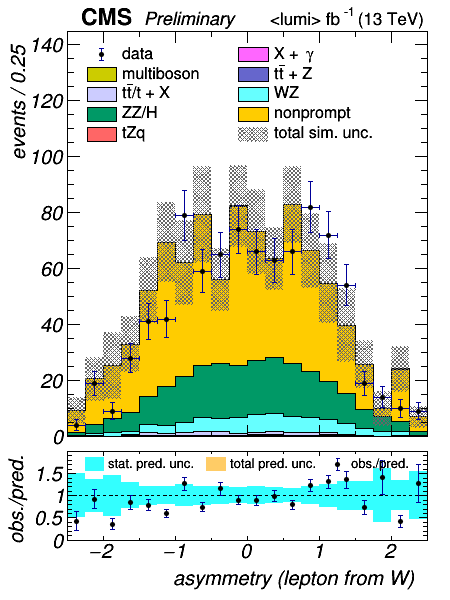 CMS Preliminary <lumi> fb⁻¹ (13 TeV)
events / 0.25
140
120
100
80
60
40
20
0
data
X + γ
multiboson
tt̄ + Z
tt̄/t + X
WZ
ZZ/H
nonprompt
tZq
total sim. unc.
obs./pred.
1.5
1
0.5
0
stat. pred. unc.
total pred. unc.
obs./pred.
−2 −1 0 1 2
asymmetry (lepton from W)